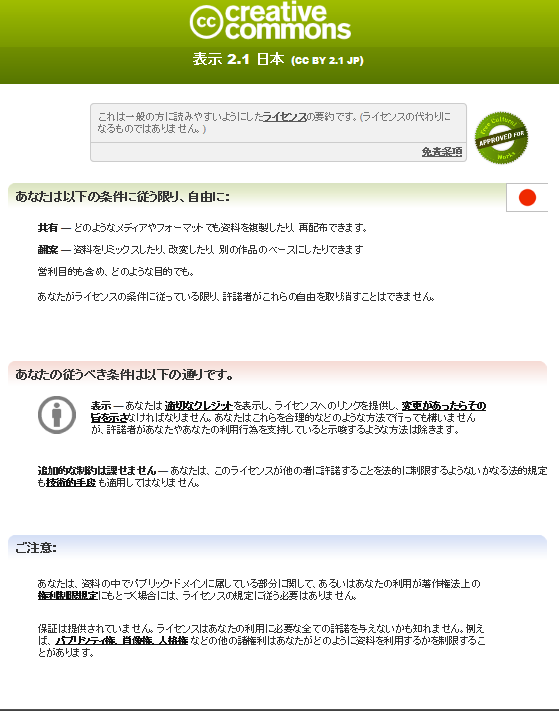 cc creative commons
表示 2.1 日本 (CC BY 2.1 JP)
これは一般の方に読みやすいようにしたライセンスの要約です。(ライセンスの代わりに
なるものではありません。)
免責条項
Free Cultural
APPROVED FOR
Works
あなたは以下の条件に従う限り、自由に:
共有 — どのようなメディアやフォーマットでも資料を複製したり、再配布できます。
翻案 — 資料をリミックスしたり、改変したり、別の作品のベースにしたりできます
営利目的も含め、どのような目的でも。
あなたがライセンスの条件に従っている限り、許諾者がこれらの自由を取り消すことはできません。
あなたの従うべき条件は以下の通りです。
表示 — あなたは 適切なクレジットを表示し、ライセンスへのリンクを提供し、変更があったらその
旨を示さなければなりません。あなたはこれらを合理的などのような方法で行っても構いません
が、許諾者があなたやあなたの利用行為を支持していると示唆するような方法は除きます。
追加的な制約は課せません — あなたは、このライセンスが他の者に許諾することを法的に制限するようないかなる法的規定
も技術的手段 も適用してはなりません。
ご注意:
あなたは、資料の中でパブリック・ドメインに属している部分に関して、あるいはあなたの利用が著作権法上の
権利制限規定にもとづく場合には、ライセンスの規定に従う必要はありません。
保証は提供されていません。ライセンスはあなたの利用に必要な全ての許諾を与えないかも知れません。例え
ば、パブリシティ権、肖像権、人格権 などの他の諸権利はあなたがどのように資料を利用するかを制限するこ
とがあります。